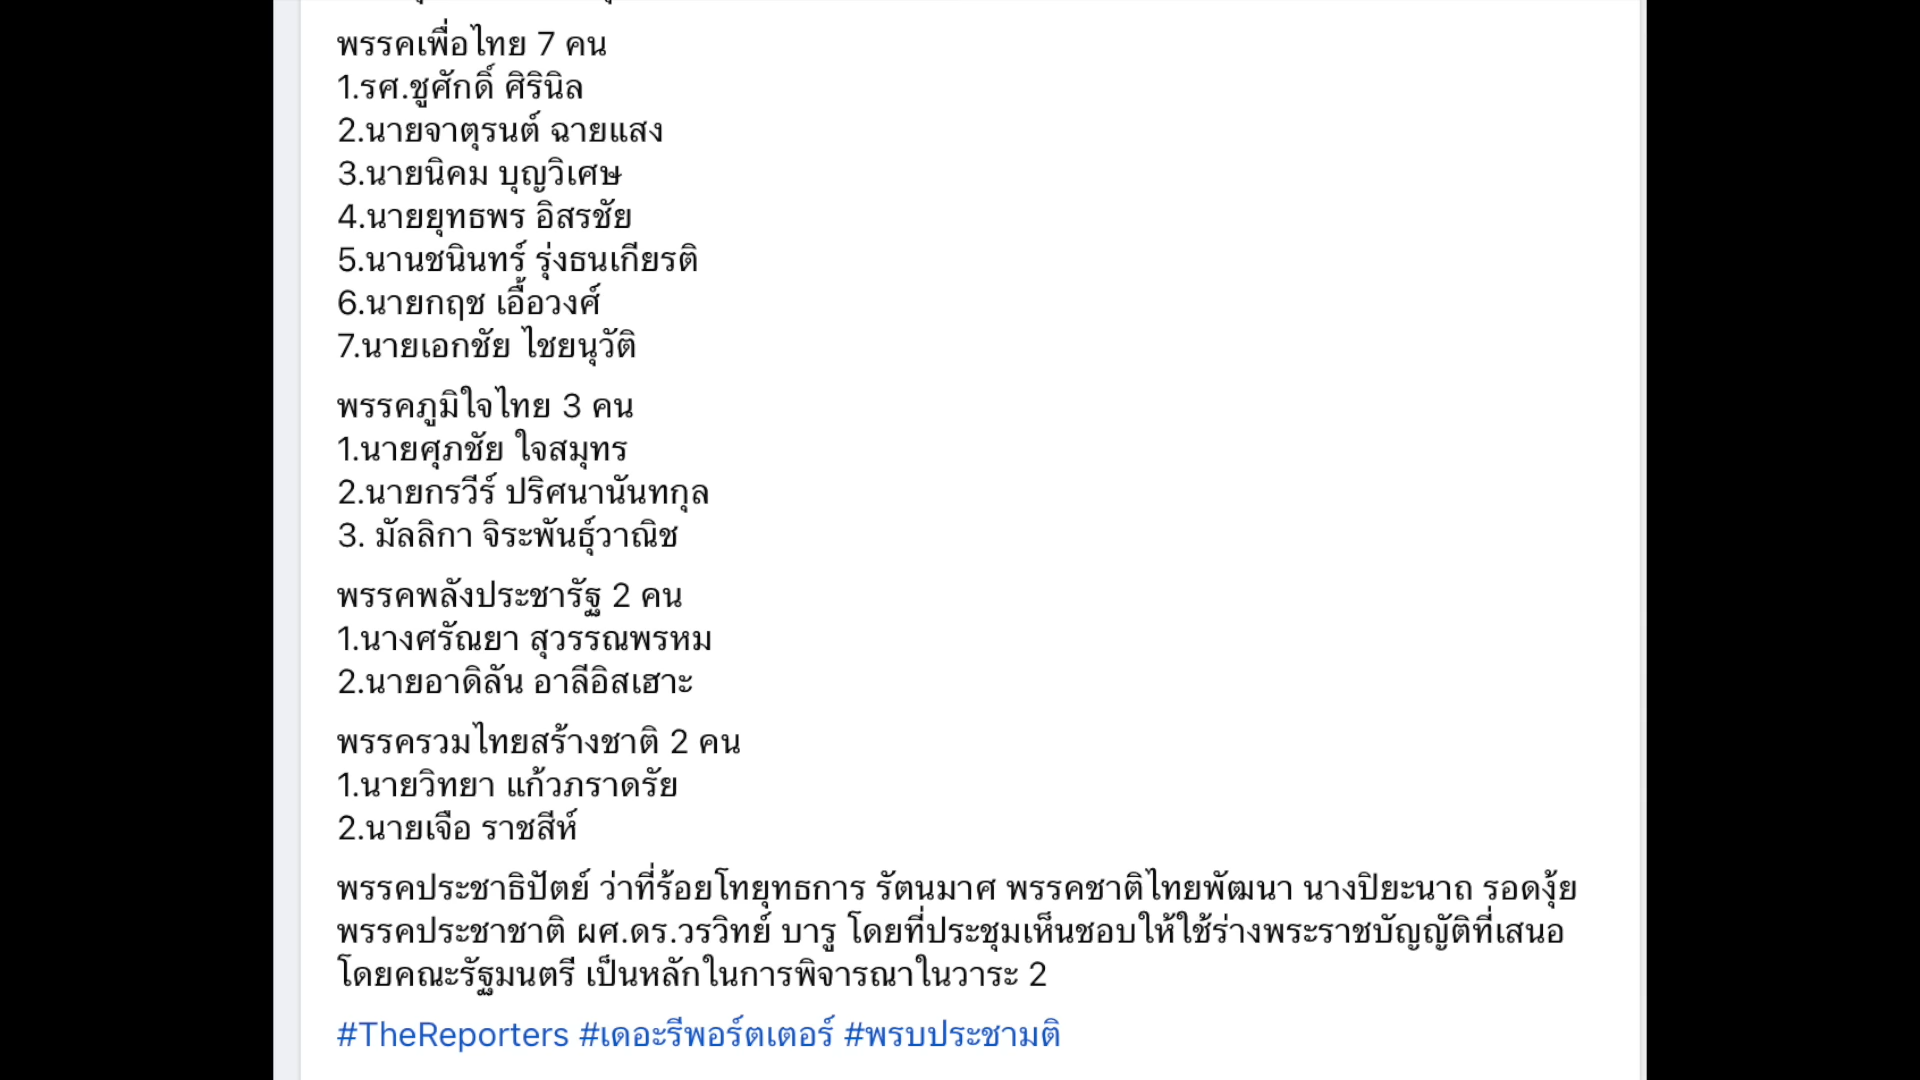 พรรคเพื่อไทย 7 คน
1.รศ.ชูศักดิ์ ศิรินิล
2.นายจาตุรนต์ ฉายแสง
3.นายนิคม บุญวิเศษ
4.นายยุทธพร อิสรชัย
5.นานชนินทร์ รุ่งธนเกียรติ
6.นายกฤช เอื้อวงศ์
7.นายเอกชัย ไชยนุวัติ
พรรคภูมิใจไทย 3 คน
1.นายศุภชัย ใจสมุทร
2.นายกรวีร์ ปริศนานันทกุล
3. มัลลิกา จิระพันธุ์วาณิช
พรรคพลังประชารัฐ 2 คน
1.นางศรัณยา สุวรรณพรหม
2.นายอาดิลัน อาลีอิสเฮาะ
พรรครวมไทยสร้างชาติ 2 คน
1.นายวิทยา แก้วภราดรัย
2.นายเจือ ราชสีห์
พรรคประชาธิปัตย์ ว่าที่ร้อยโทยุทธการ รัตนมาศ พรรคชาติไทยพัฒนา นางปิยะนาถ รอดงุ้ย
พรรคประชาชาติ ผศ.ดร.วรวิทย์ บารู โดยที่ประชุมเห็นชอบให้ใช้ร่างพระราชบัญญัติที่เสนอ
โดยคณะรัฐมนตรี เป็นหลักในการพิจารณาในวาระ 2
#TheReporters #เดอะรีพอร์ตเตอร์ #พรบประชามติ